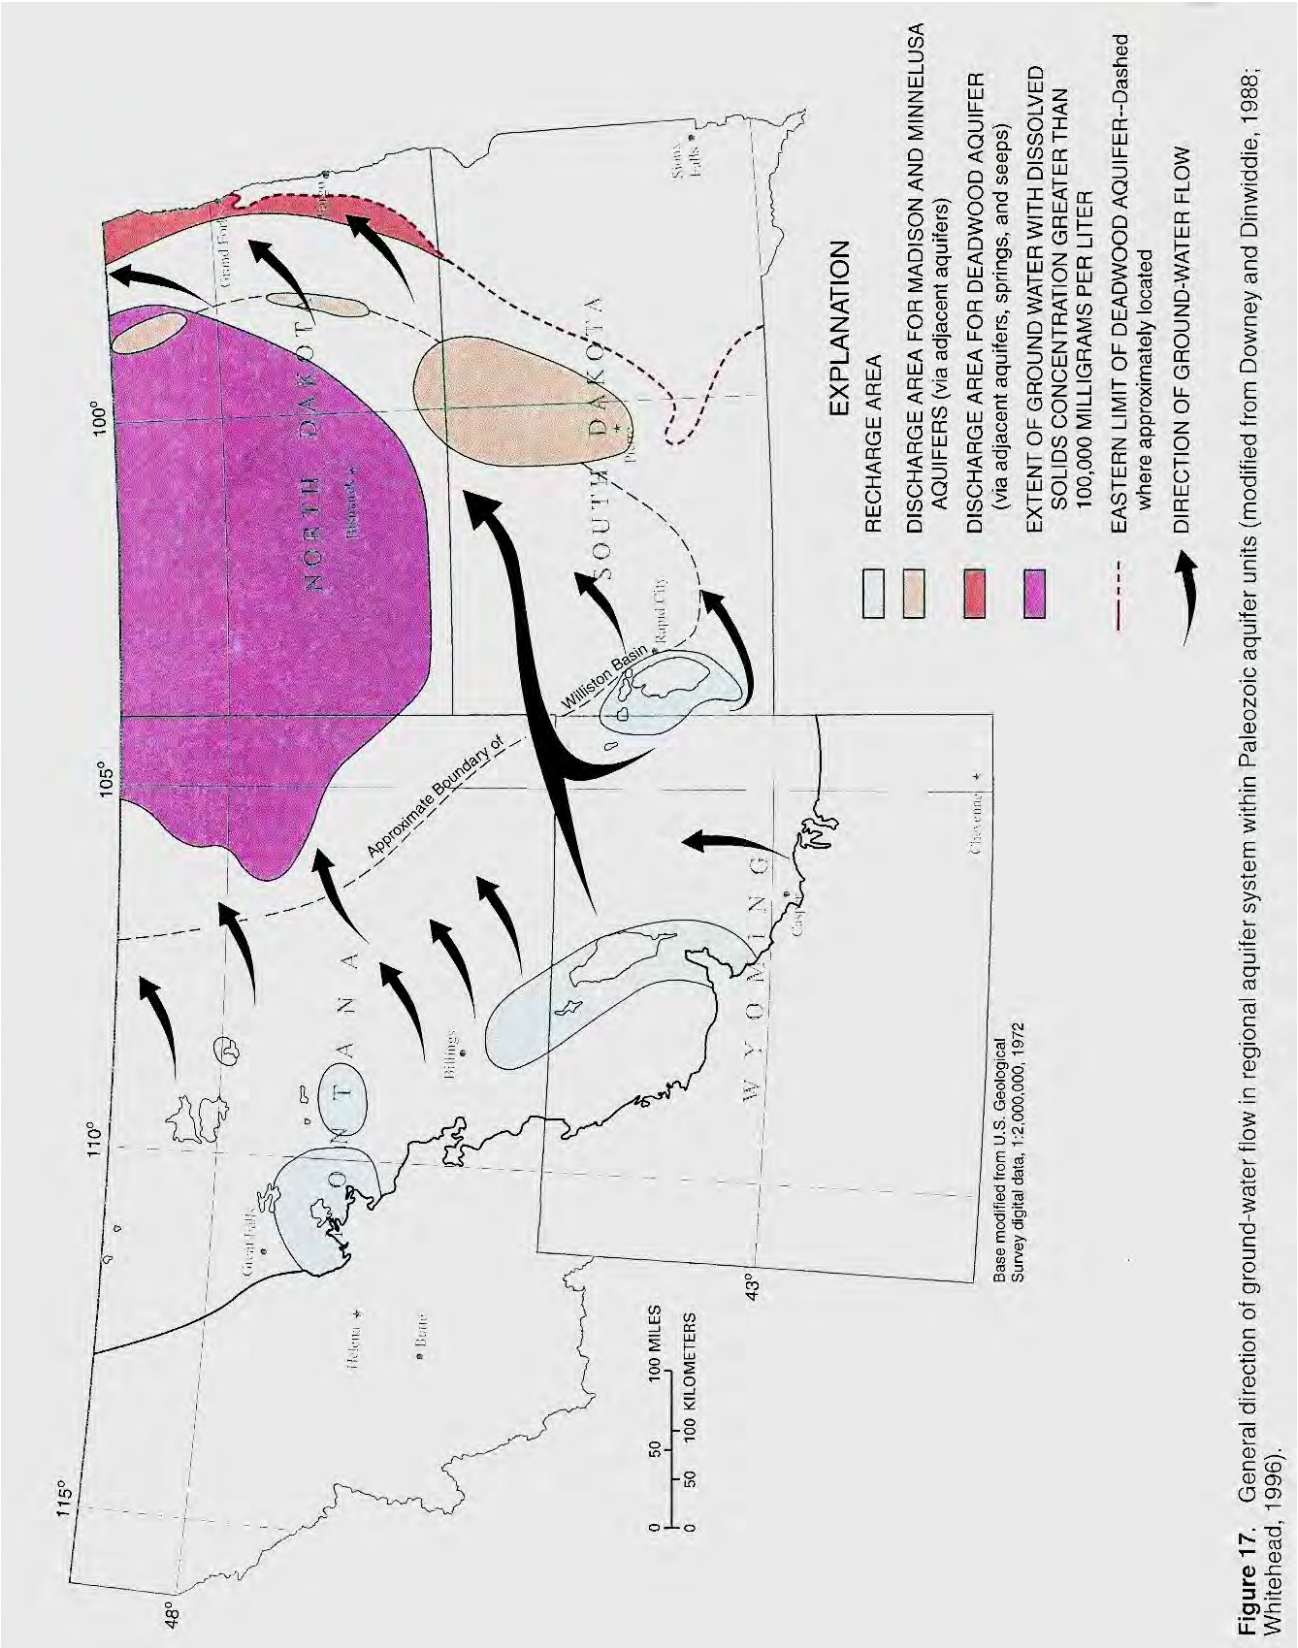 115°
110°
105°
100°
48°
43°
NORTH DAKOTA
SOUTH DAKOTA
MONTANA
WYOMING
Great Falls
Helena
Butte
Billings
Casper
Cheyenne
Rapid City
Pierre
Bismarck
Grand Forks
Fargo
Sioux
Falls
Approximate Boundary of
Williston Basin
0 50 100 MILES
0 50 100 KILOMETERS
Base modified from U.S. Geological
Survey digital data, 1:2,000,000, 1972
EXPLANATION
RECHARGE AREA
DISCHARGE AREA FOR MADISON AND MINNELUSA
AQUIFERS (via adjacent aquifers)
DISCHARGE AREA FOR DEADWOOD AQUIFER
(via adjacent aquifers, springs, and seeps)
EXTENT OF GROUND WATER WITH DISSOLVED
SOLIDS CONCENTRATION GREATER THAN
100,000 MILLIGRAMS PER LITER
EASTERN LIMIT OF DEADWOOD AQUIFER--Dashed
where approximately located
DIRECTION OF GROUND-WATER FLOW
Figure 17. General direction of ground-water flow in regional aquifer system within Paleozoic aquifer units (modified from Downey and Dinwiddie, 1988;
Whitehead, 1996).